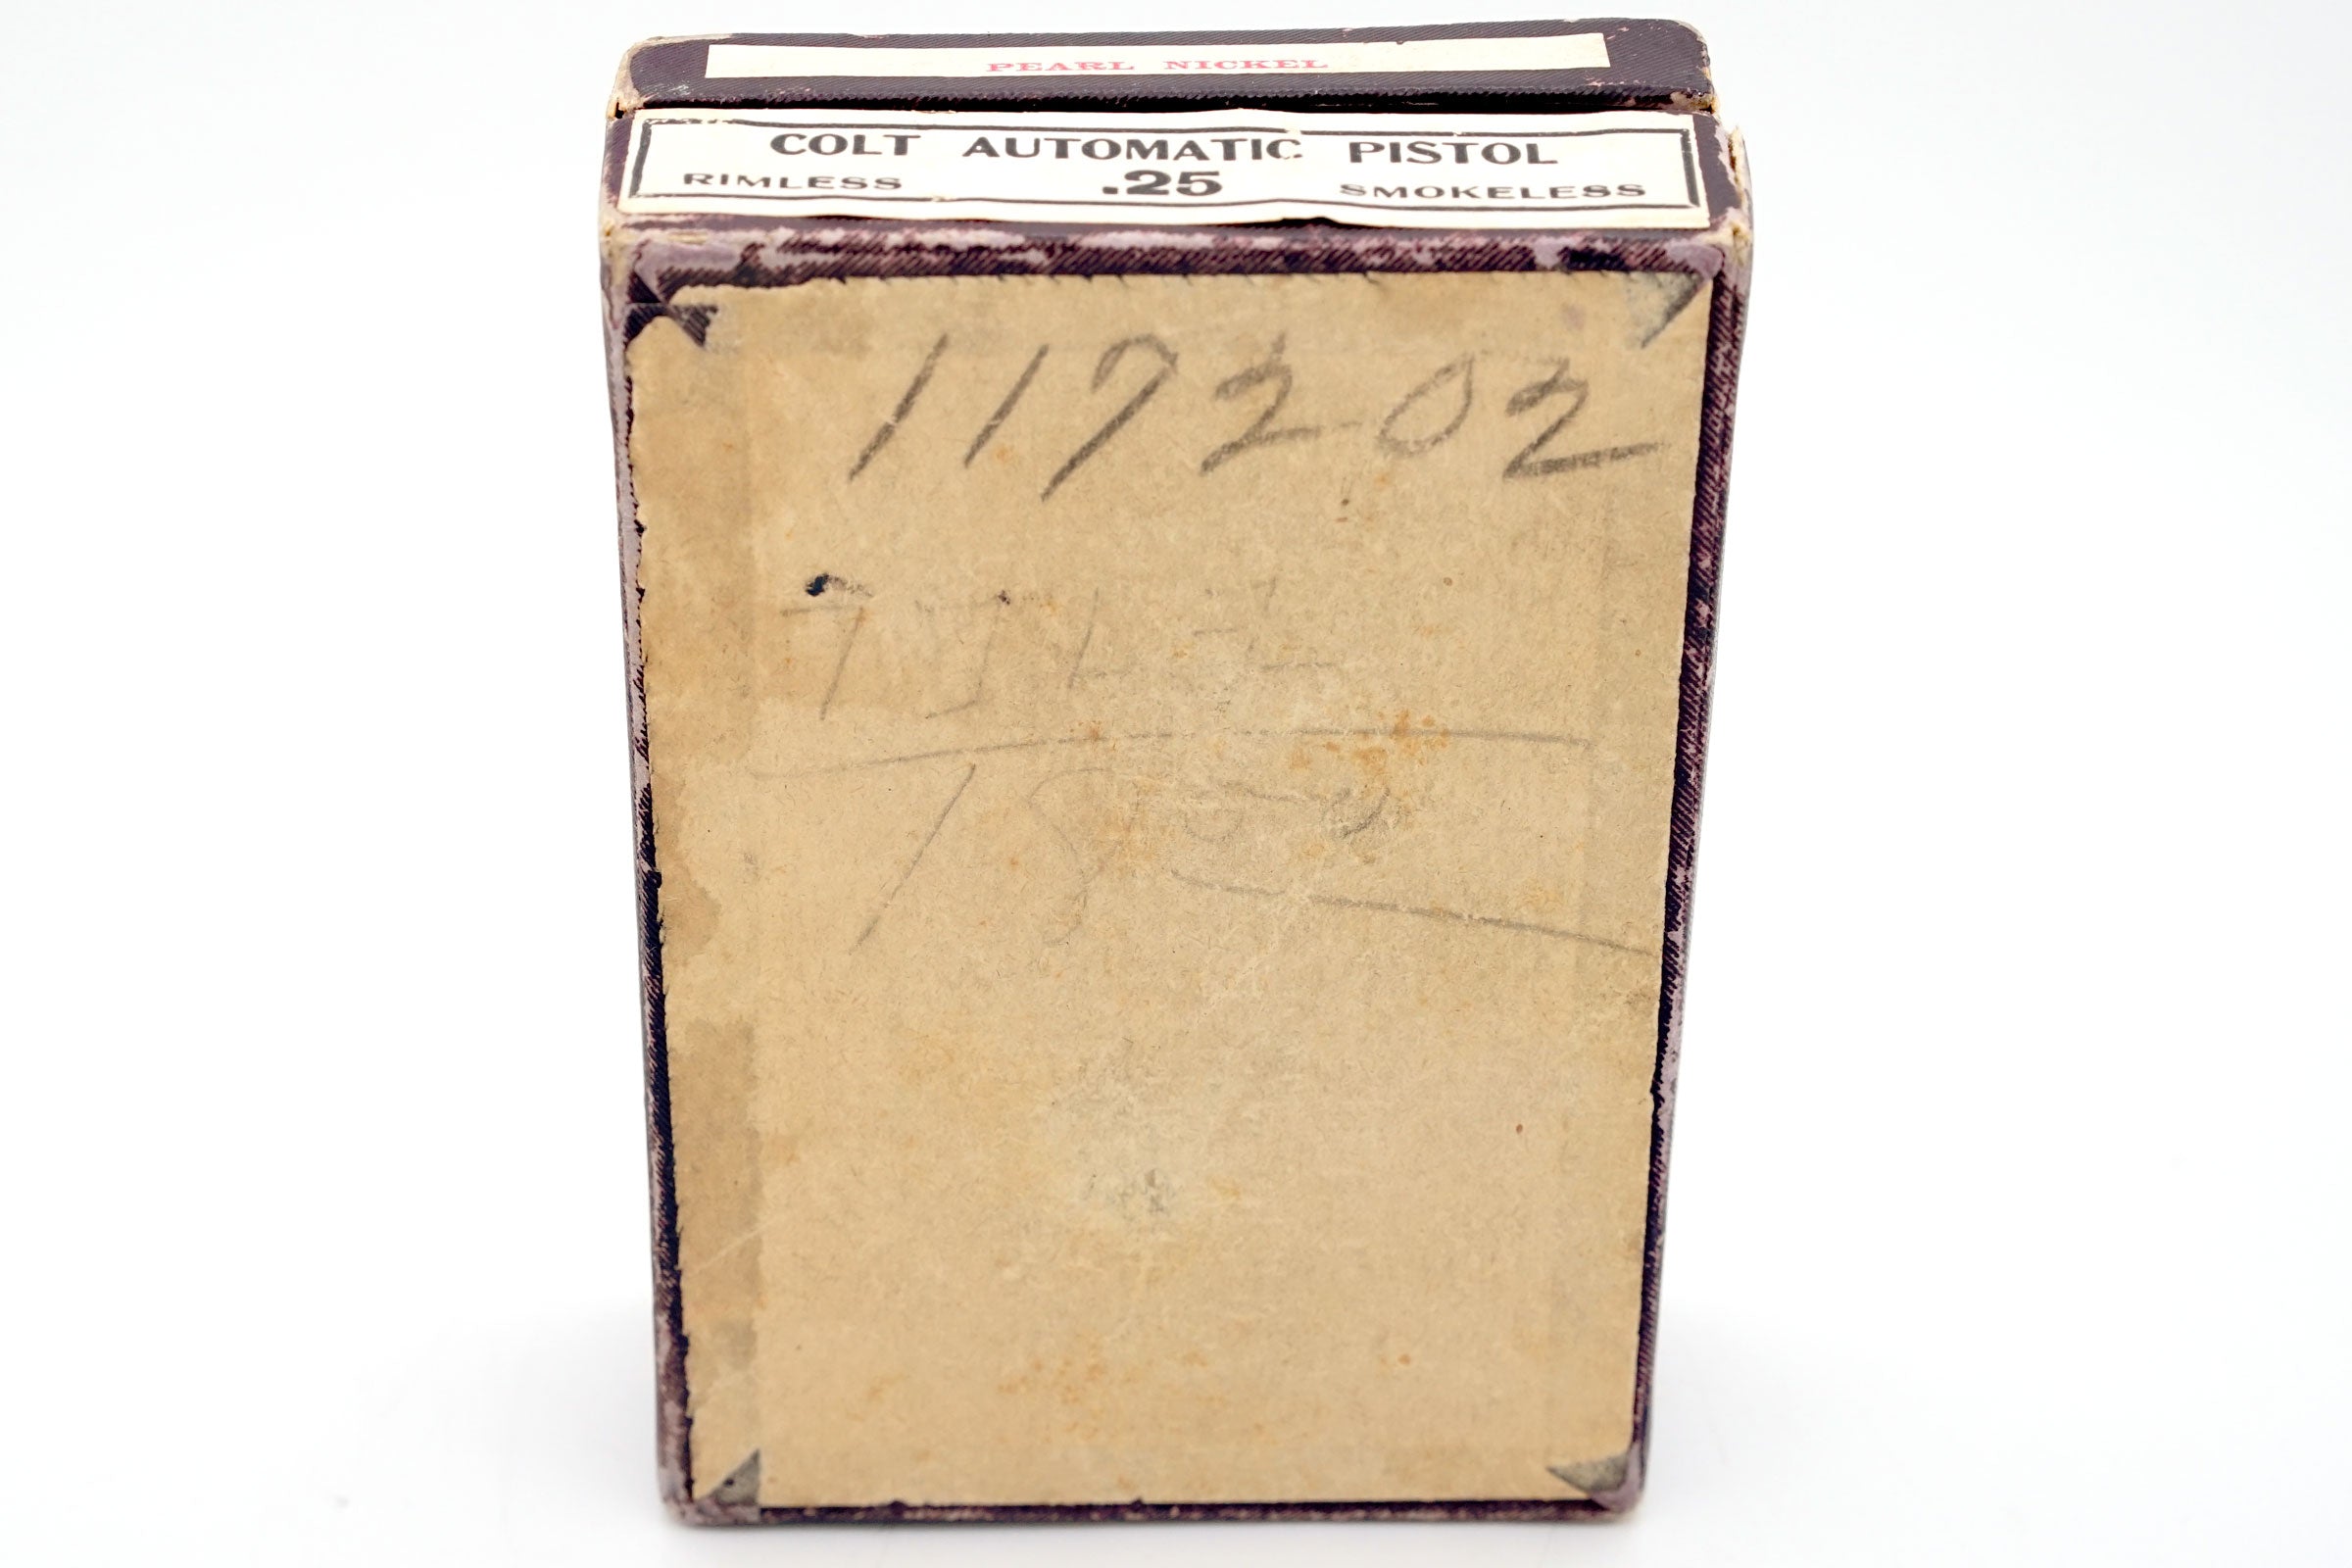 PEARL NICKEL
COLT AUTOMATIC PISTOL
RIMLESS .25 SMOKELESS
117202